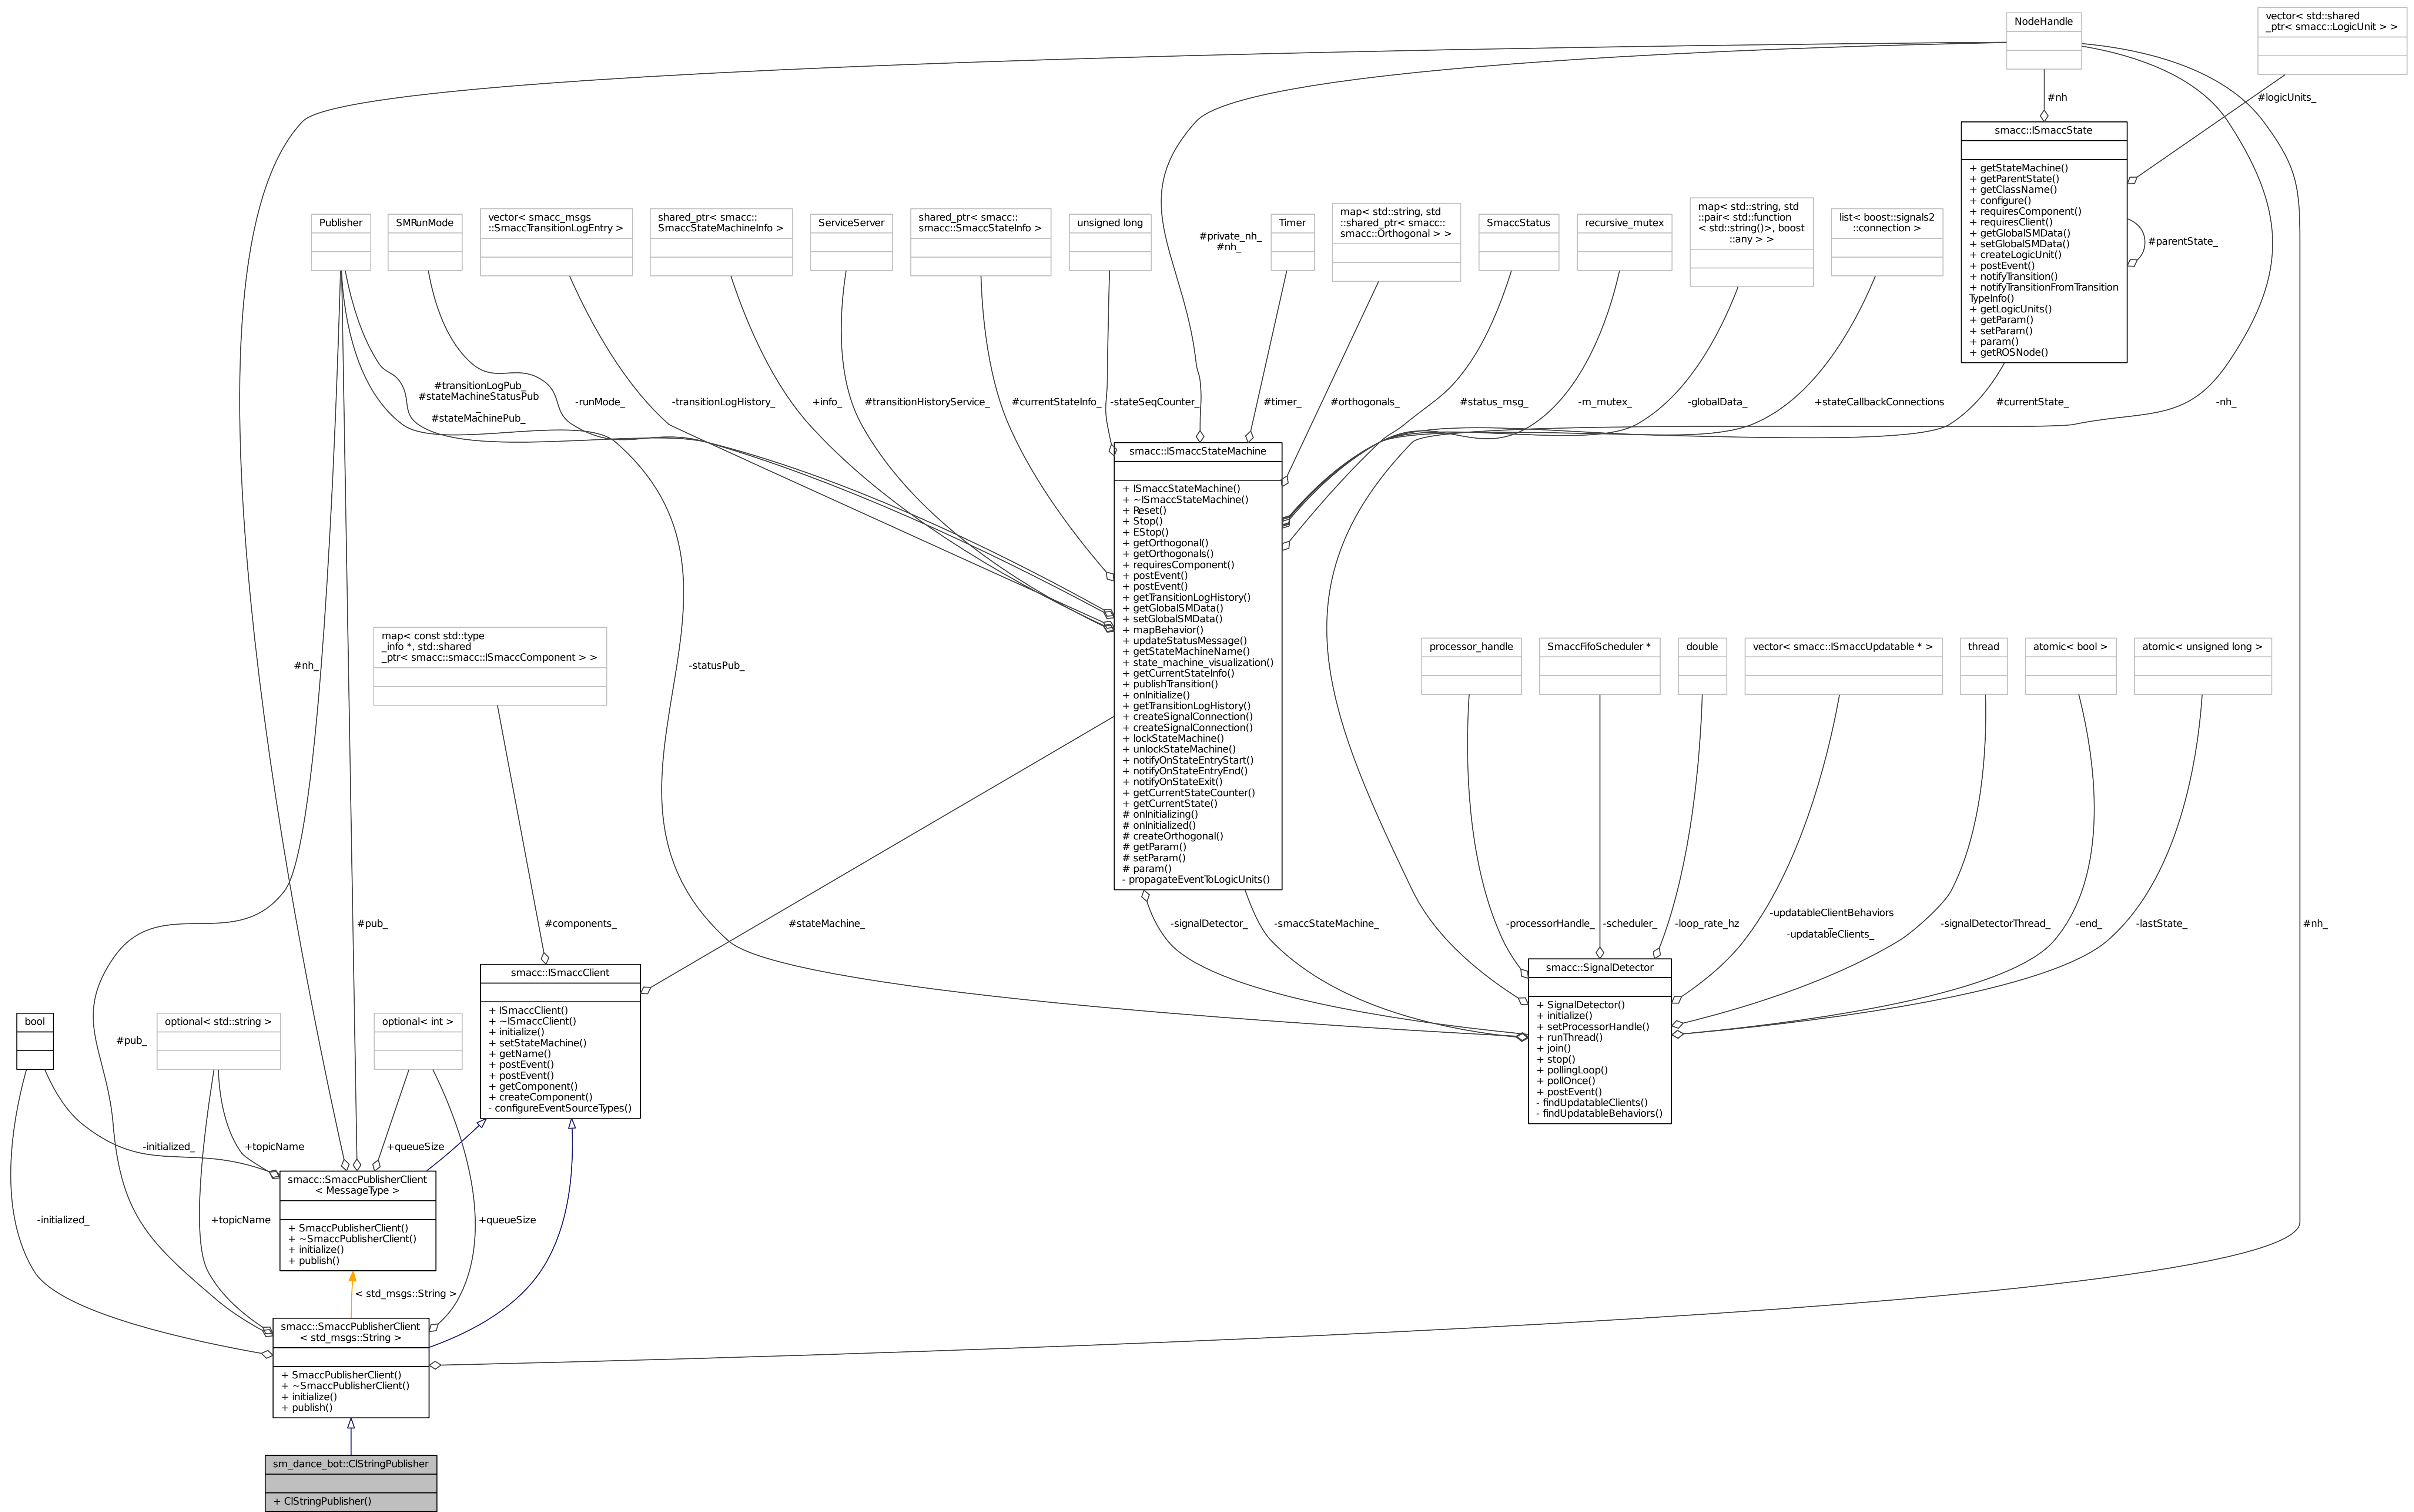 NodeHandle
vector< std::shared
_ptr< smacc::LogicUnit > >
#nh
#logicUnits_
smacc::ISmaccState
+ getStateMachine()
+ getParentState()
+ getClassName()
+ configure()
+ requiresComponent()
+ requiresClient()
+ getGlobalSMData()
+ setGlobalSMData()
+ createLogicUnit()
+ postEvent()
+ notifyTransition()
+ notifyTransitionFromTransition
TypeInfo()
+ getLogicUnits()
+ getParam()
+ setParam()
+ param()
+ getROSNode()
#parentState_
Publisher
SMRunMode
vector< smacc_msgs
::SmaccTransitionLogEntry >
shared_ptr< smacc::
SmaccStateMachineInfo >
ServiceServer
shared_ptr< smacc::
smacc::SmaccStateInfo >
unsigned long
#private_nh_
#nh_
Timer
map< std::string, std
::shared_ptr< smacc::
smacc::Orthogonal > >
SmaccStatus
recursive_mutex
map< std::string, std
::pair< std::function
< std::string()>, boost
::any > >
list< boost::signals2
::connection >
#transitionLogPub_
#stateMachineStatusPub
_
#stateMachinePub_
-runMode_
-transitionLogHistory_
+info_
#transitionHistoryService_
#currentStateInfo_
-stateSeqCounter_
#timer_
#orthogonals_
#status_msg_
-m_mutex_
-globalData_
+stateCallbackConnections
#currentState_
-nh_
smacc::ISmaccStateMachine
+ ISmaccStateMachine()
+ ~ISmaccStateMachine()
+ Reset()
+ Stop()
+ EStop()
+ getOrthogonal()
+ getOrthogonals()
+ requiresComponent()
+ postEvent()
+ postEvent()
+ getTransitionLogHistory()
+ getGlobalSMData()
+ setGlobalSMData()
+ mapBehavior()
+ updateStatusMessage()
+ getStateMachineName()
+ state_machine_visualization()
+ getCurrentStateInfo()
+ publishTransition()
+ onInitialize()
+ getTransitionLogHistory()
+ createSignalConnection()
+ createSignalConnection()
+ lockStateMachine()
+ unlockStateMachine()
+ notifyOnStateEntryStart()
+ notifyOnStateEntryEnd()
+ notifyOnStateExit()
+ getCurrentStateCounter()
+ getCurrentState()
# onInitializing()
# onInitialized()
# createOrthogonal()
# getParam()
# setParam()
# param()
- propagateEventToLogicUnits()
#nh_
map< const std::type
_info *, std::shared
_ptr< smacc::smacc::ISmaccComponent > >
-statusPub_
processor_handle
SmaccFifoScheduler *
double
vector< smacc::ISmaccUpdatable * >
thread
atomic< bool >
atomic< unsigned long >
#pub_
#components_
#stateMachine_
-signalDetector_
-smaccStateMachine_
-processorHandle_
-scheduler_
-loop_rate_hz
-updatableClientBehaviors
_
-updatableClients_
-signalDetectorThread_
-end_
-lastState_
#nh_
smacc::ISmaccClient
+ ISmaccClient()
+ ~ISmaccClient()
+ initialize()
+ setStateMachine()
+ getName()
+ postEvent()
+ postEvent()
+ getComponent()
+ createComponent()
- configureEventSourceTypes()
smacc::SignalDetector
+ SignalDetector()
+ initialize()
+ setProcessorHandle()
+ runThread()
+ join()
+ stop()
+ pollingLoop()
+ pollOnce()
+ postEvent()
- findUpdatableClients()
- findUpdatableBehaviors()
bool
#pub_
optional< std::string >
optional< int >
-initialized_
+topicName
+queueSize
smacc::SmaccPublisherClient
< MessageType >
+ SmaccPublisherClient()
+ ~SmaccPublisherClient()
+ initialize()
+ publish()
-initialized_
+topicName
+queueSize
< std_msgs::String >
smacc::SmaccPublisherClient
< std_msgs::String >
+ SmaccPublisherClient()
+ ~SmaccPublisherClient()
+ initialize()
+ publish()
sm_dance_bot::ClStringPublisher
+ ClStringPublisher()